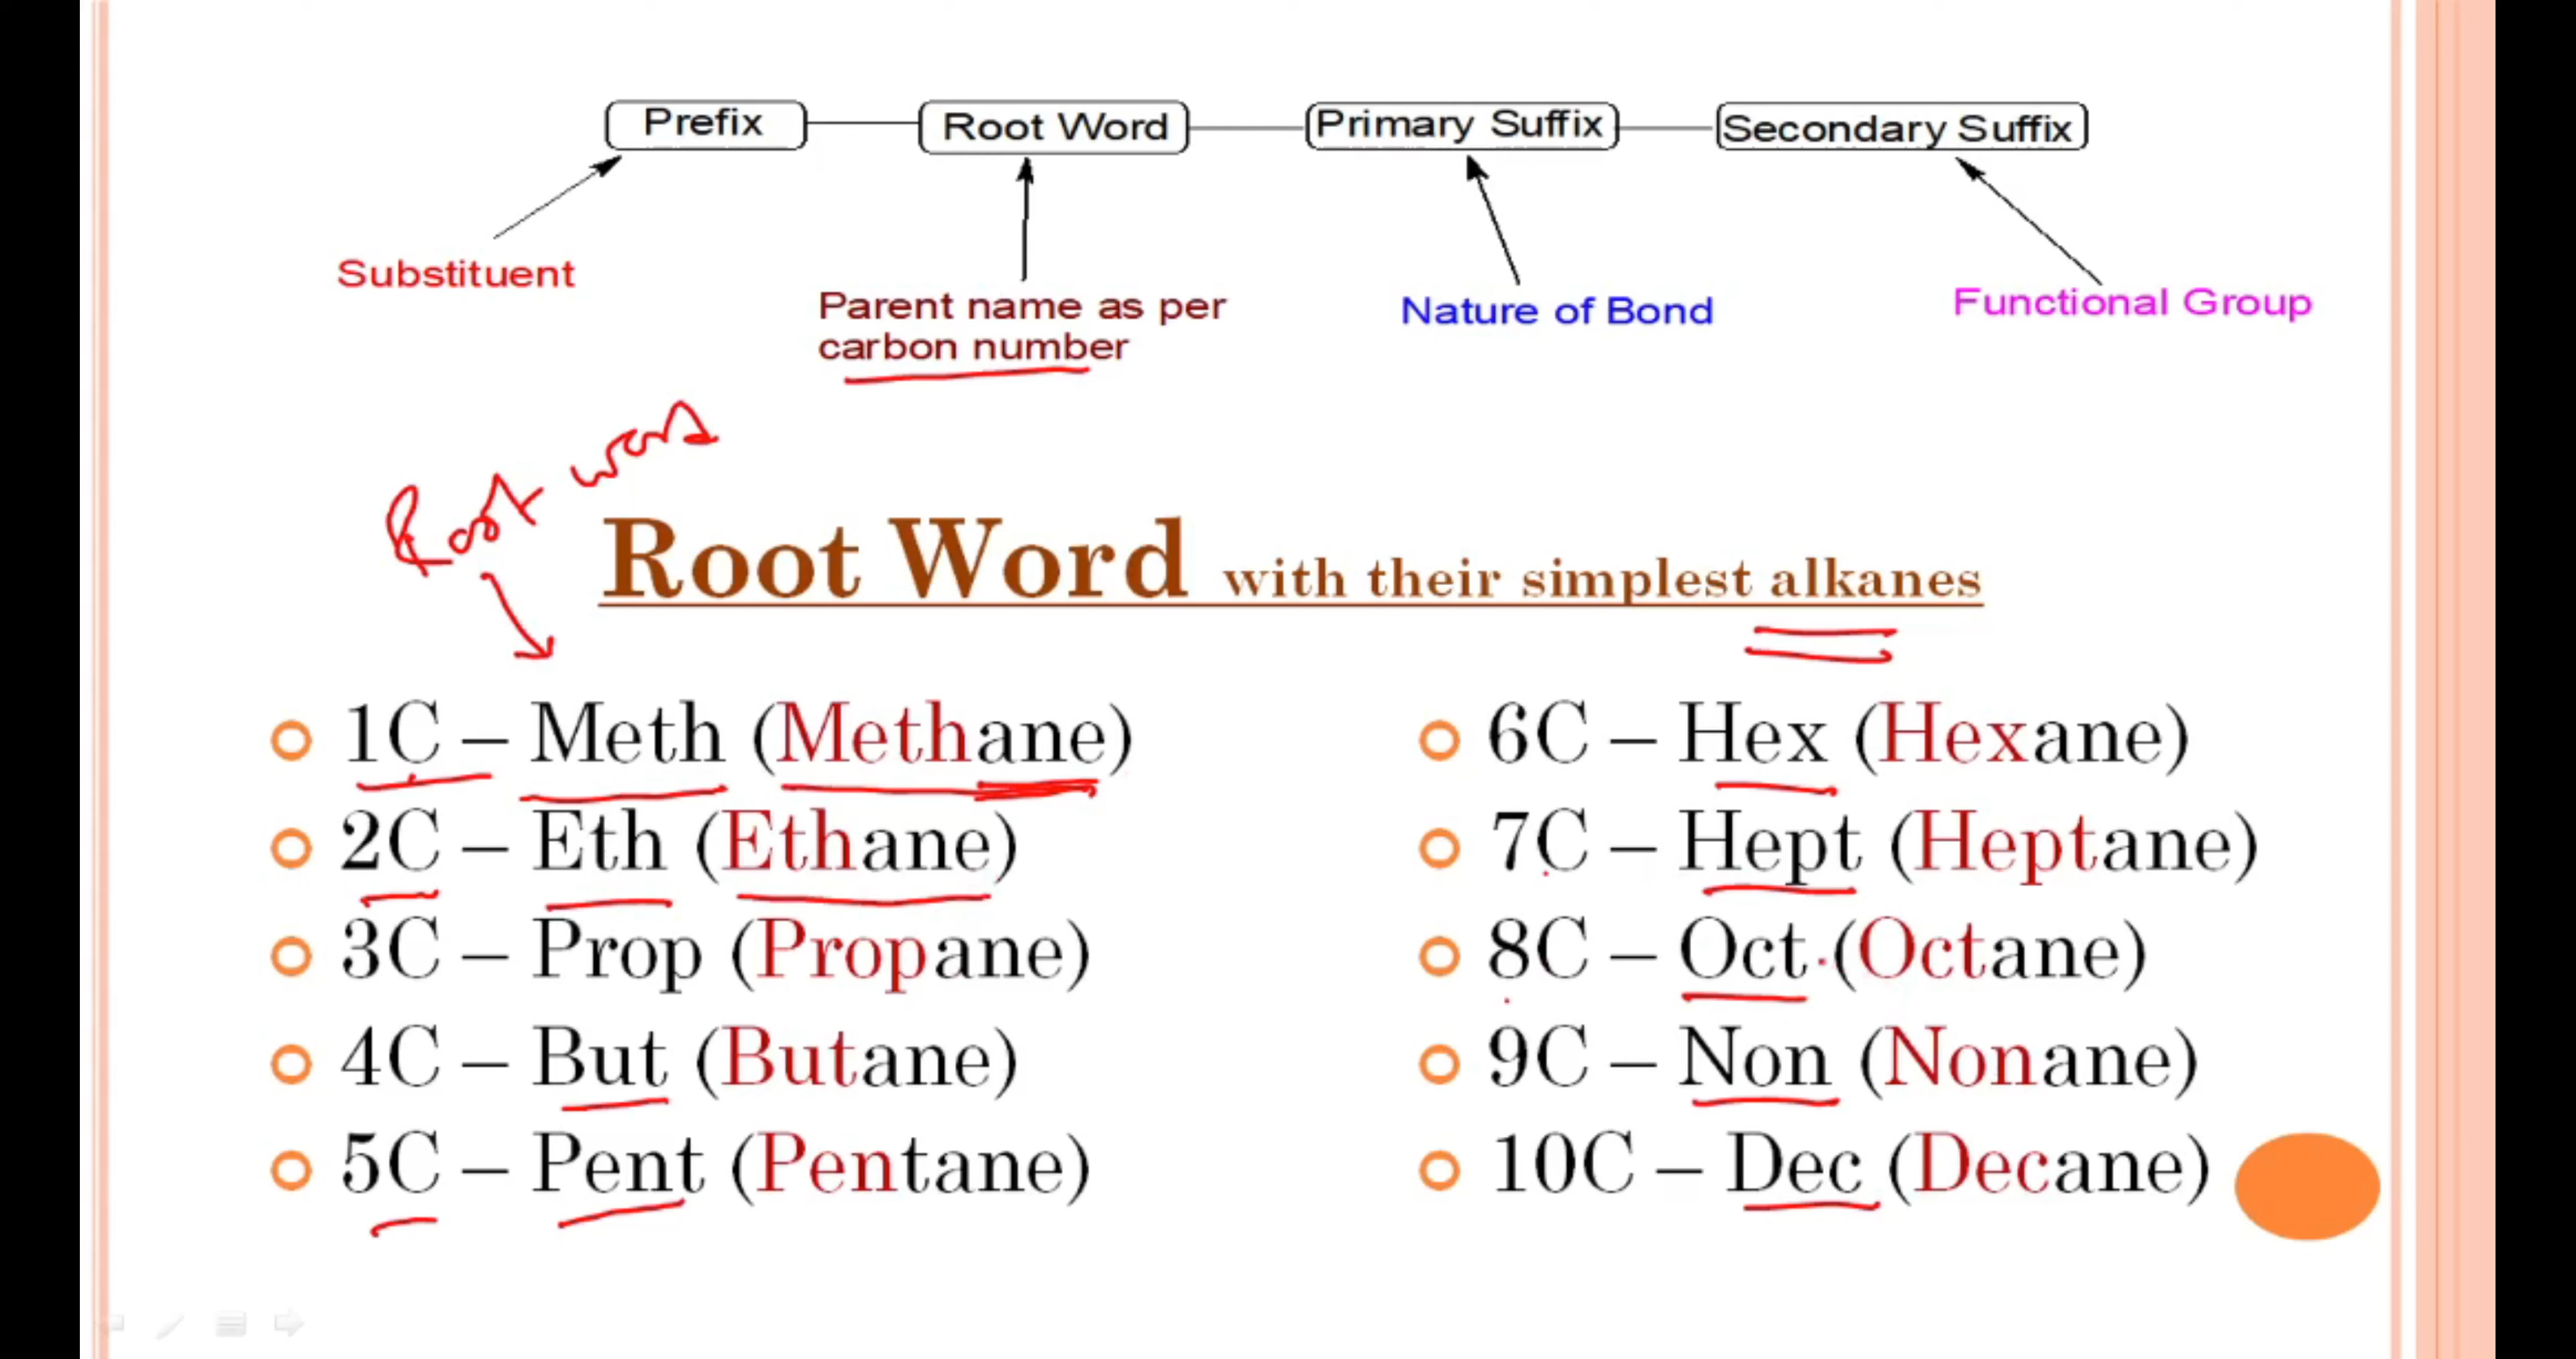 Prefix Root Word Primary Suffix Secondary Suffix
Substituent
Parent name as per
carbon number
Nature of Bond
Functional Group
Root word
Root Word with their simplest alkanes
1C – Meth (Methane)
2C – Eth (Ethane)
3C – Prop (Propane)
4C – But (Butane)
5C – Pent (Pentane)
6C – Hex (Hexane)
7C – Hept (Heptane)
8C – Oct (Octane)
9C – Non (Nonane)
10C – Dec (Decane)